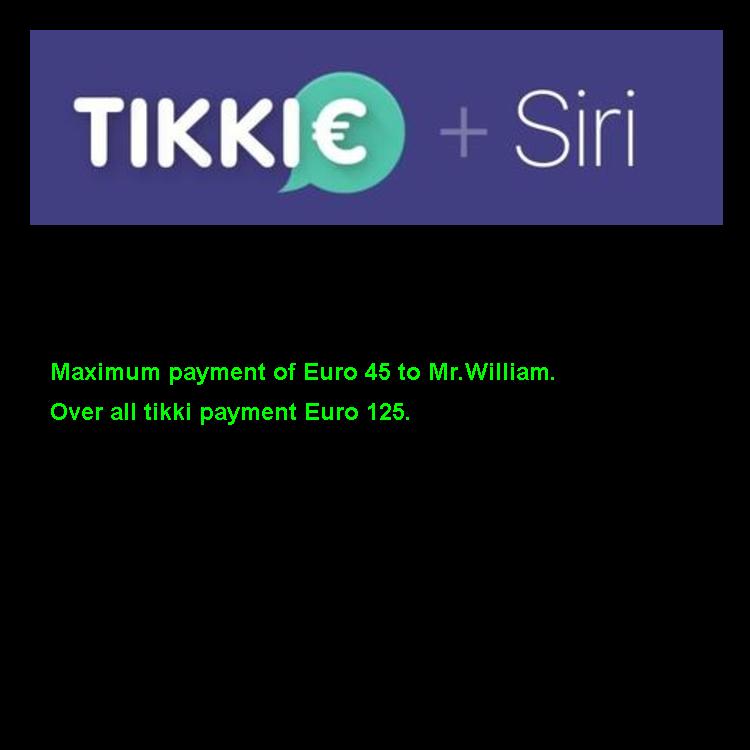 TIKKI€ + Siri
Maximum payment of Euro 45 to Mr.William.
Over all tikki payment Euro 125.